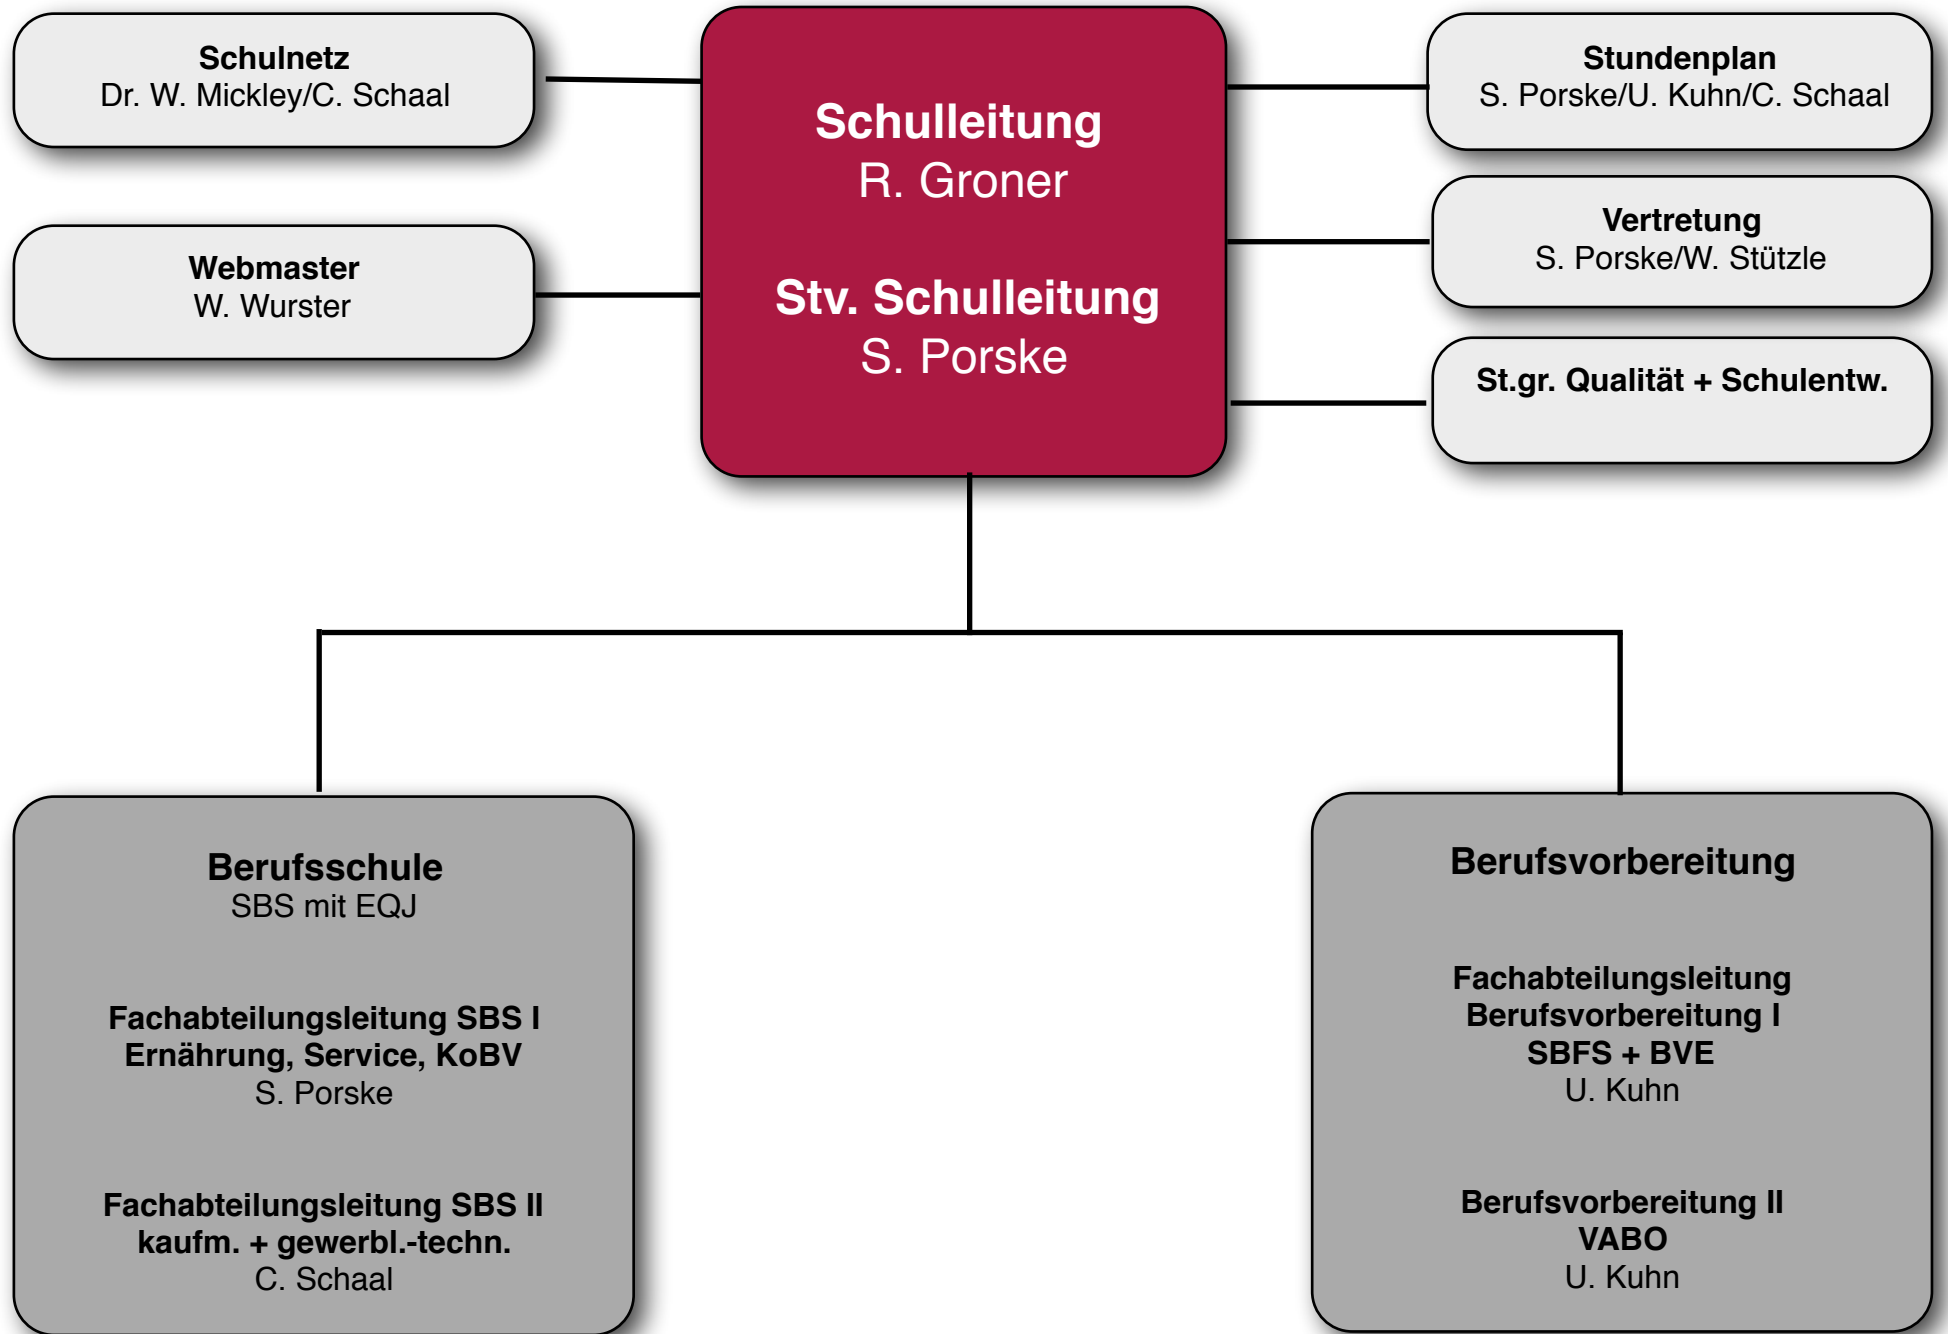 Schulnetz
Dr. W. Mickley/C. Schaal
Webmaster
W. Wurster
Schulleitung
R. Groner
Stv. Schulleitung
S. Porske
Stundenplan
S. Porske/U. Kuhn/C. Schaal
Vertretung
S. Porske/W. Stützle
St.gr. Qualität + Schulentw.
Berufsschule
SBS mit EQJ
Fachabteilungsleitung SBS I
Ernährung, Service, KoBV
S. Porske
Fachabteilungsleitung SBS II
kaufm. + gewerbl.-techn.
C. Schaal
Berufsvorbereitung
Fachabteilungsleitung
Berufsvorbereitung I
SBFS + BVE
U. Kuhn
Berufsvorbereitung II
VABO
U. Kuhn